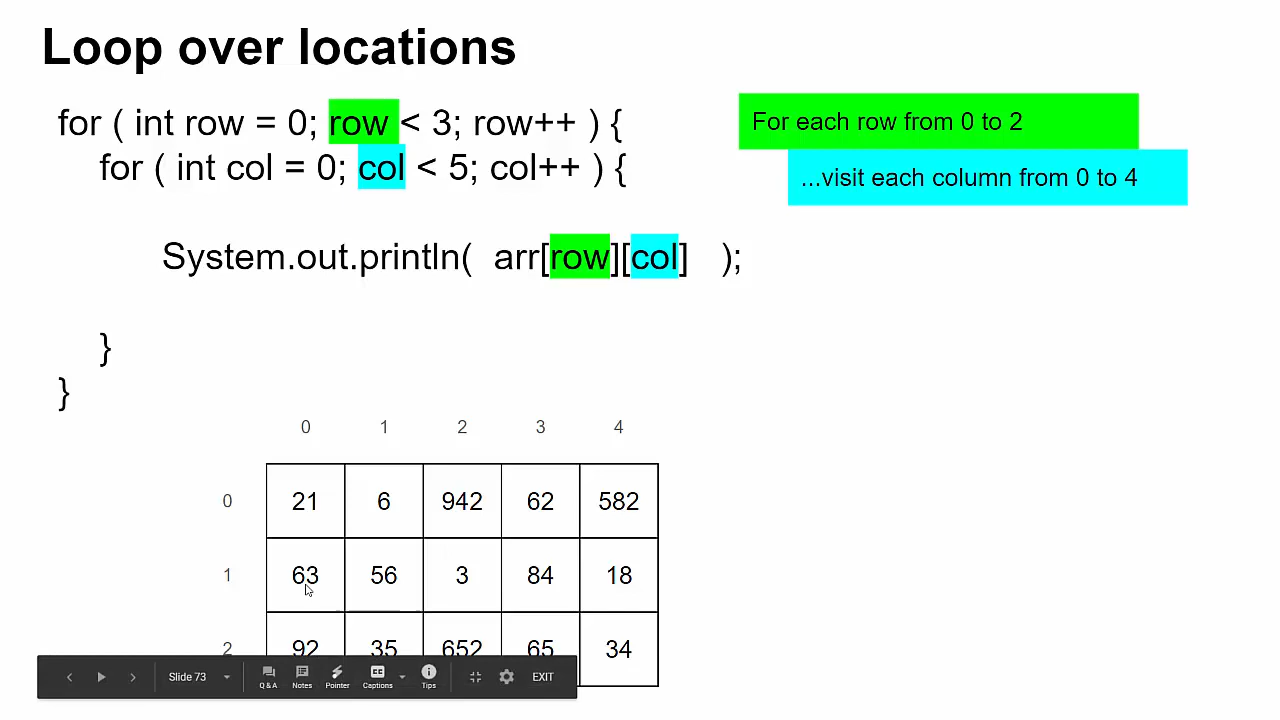 Loop over locations
for ( int row = 0; row < 3; row++ ) {
for ( int col = 0; col < 5; col++ ) {
System.out.println( arr[row][col] );
}
}
For each row from 0 to 2
...visit each column from 0 to 4
0 1 2 3 4
0 21 6 942 62 582
1 63 56 3 84 18
2 92 35 652 65 34
Slide 73
Q & A Notes Pointer Captions Tips EXIT